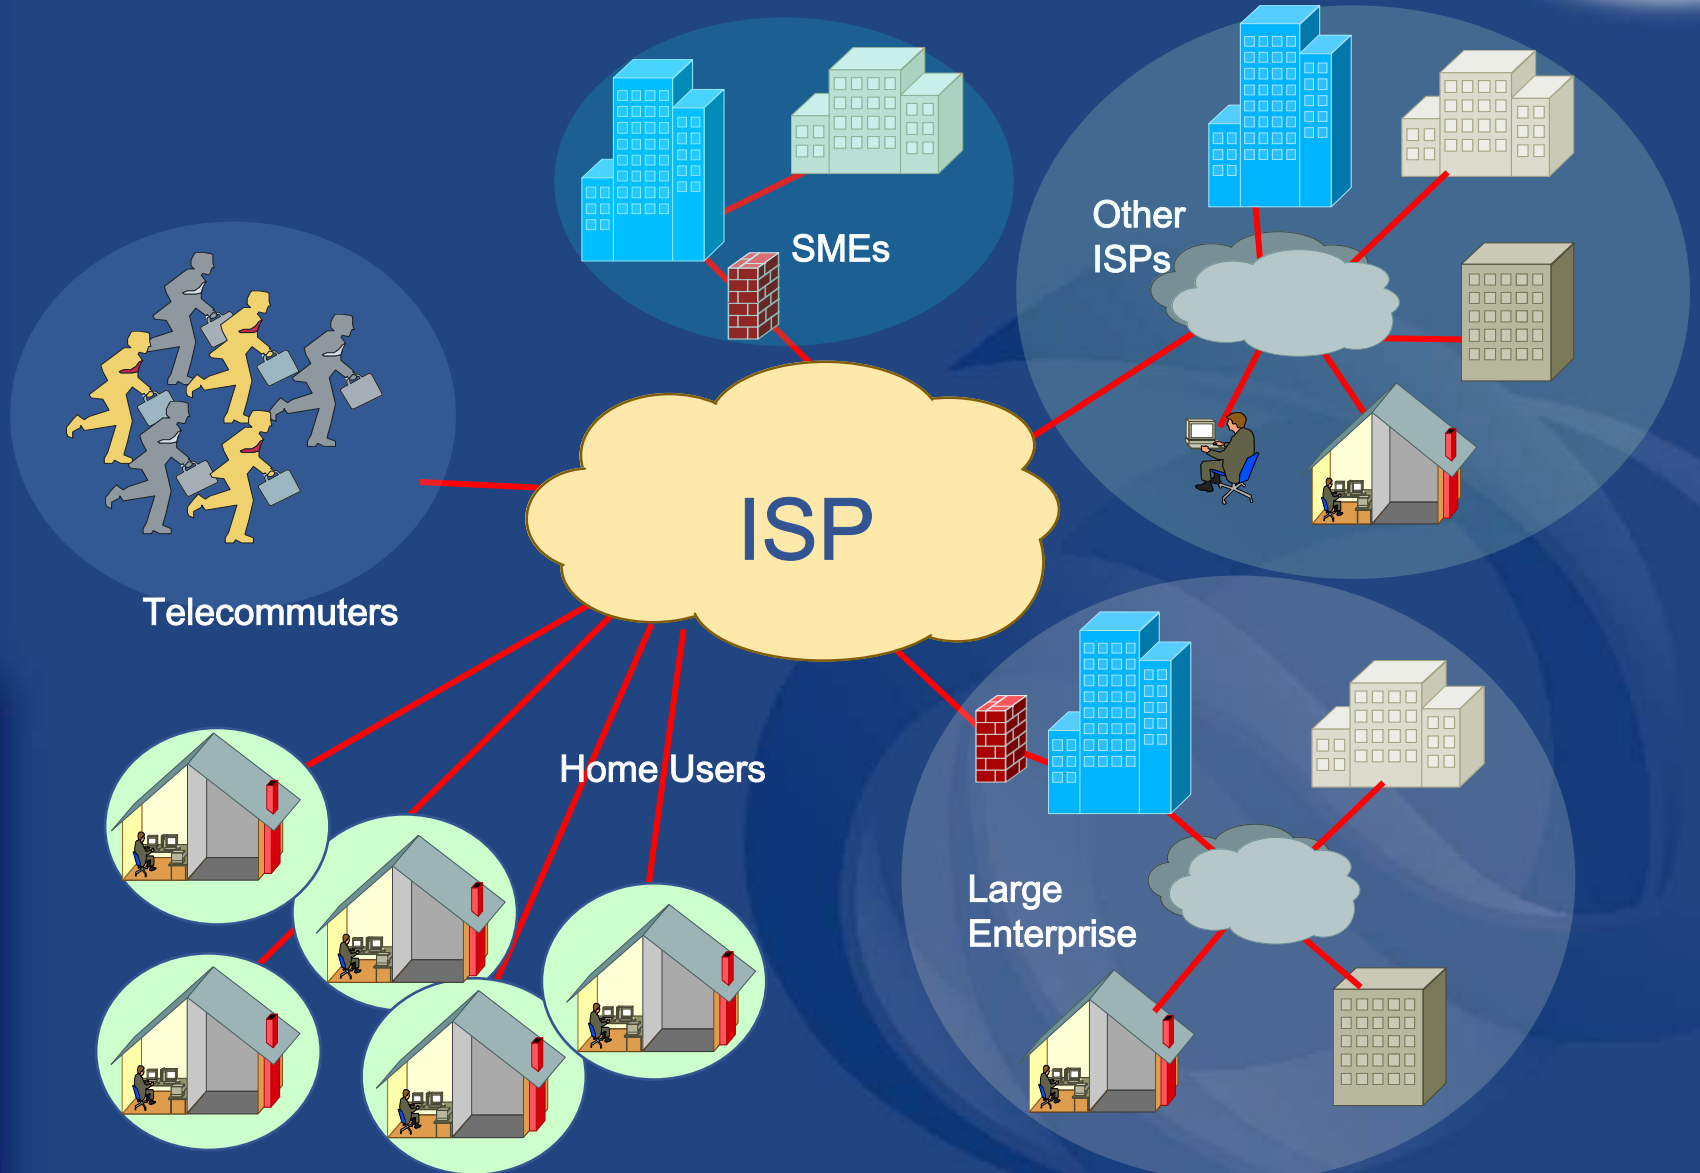 SMEs
Other
ISPs
ISP
Telecommuters
Home Users
Large
Enterprise